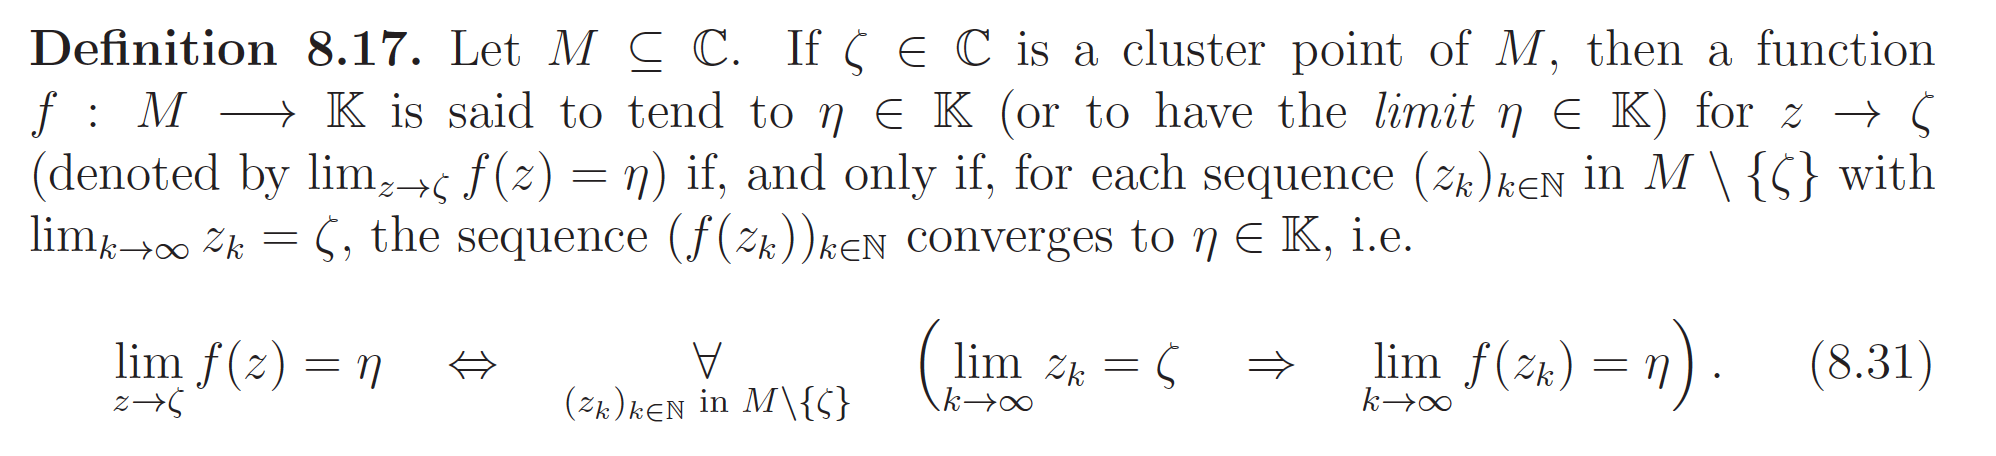 Definition 8.17. Let M ⊆ ℂ. If ζ ∈ ℂ is a cluster point of M, then a function
f : M ⟶ 𝕂 is said to tend to η ∈ 𝕂 (or to have the limit η ∈ 𝕂) for z → ζ
(denoted by lim_{z→ζ} f(z) = η) if, and only if, for each sequence (z_k)_{k∈ℕ} in M \ {ζ} with
lim_{k→∞} z_k = ζ, the sequence (f(z_k))_{k∈ℕ} converges to η ∈ 𝕂, i.e.
lim_{z→ζ} f(z) = η ⇔ ∀_{(z_k)_{k∈ℕ} in M\{ζ}} (lim_{k→∞} z_k = ζ ⇒ lim_{k→∞} f(z_k) = η). (8.31)